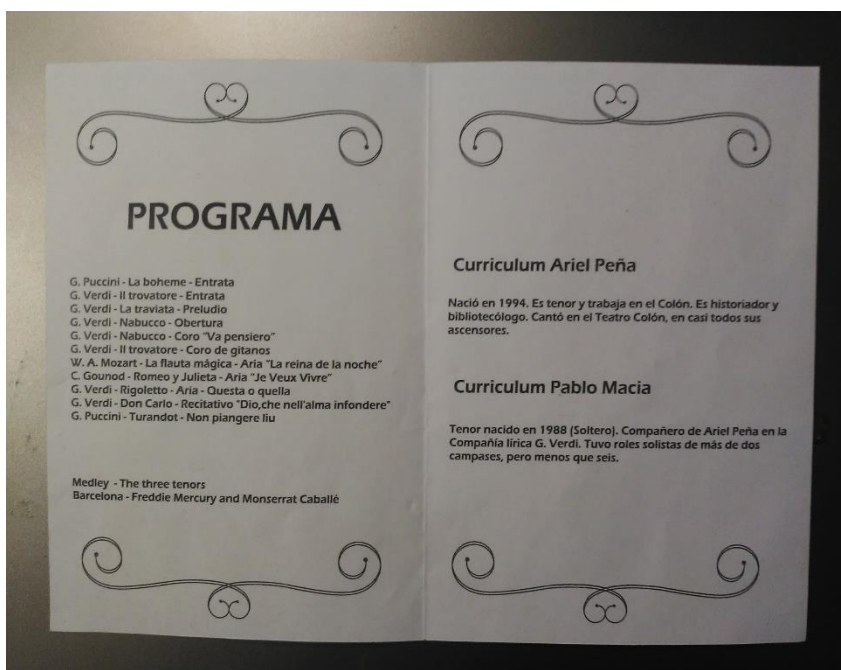 PROGRAMA
G. Puccini - La boheme - Entrata
G. Verdi - Il trovatore - Entrata
G. Verdi - La traviata - Preludio
G. Verdi - Nabucco - Obertura
G. Verdi - Nabucco - Coro "Va pensiero"
G. Verdi - Il trovatore - Coro de gitanos
W. A. Mozart - La flauta mágica - Aria "La reina de la noche"
C. Gounod - Romeo y Julieta - Aria "Je Veux Vivre"
G. Verdi - Rigoletto - Aria - Questa o quella
G. Verdi - Don Carlo - Recitativo "Dio,che nell'alma infondere"
G. Puccini - Turandot - Non piangere liu
Medley - The three tenors
Barcelona - Freddie Mercury and Monserrat Caballé
Curriculum Ariel Peña
Nació en 1994. Es tenor y trabaja en el Colón. Es historiador y
bibliotecólogo. Cantó en el Teatro Colón, en casi todos sus
ascensores.
Curriculum Pablo Macia
Tenor nacido en 1988 (Soltero). Compañero de Ariel Peña en la
Compañía lírica G. Verdi. Tuvo roles solistas de más de dos
campases, pero menos que seis.